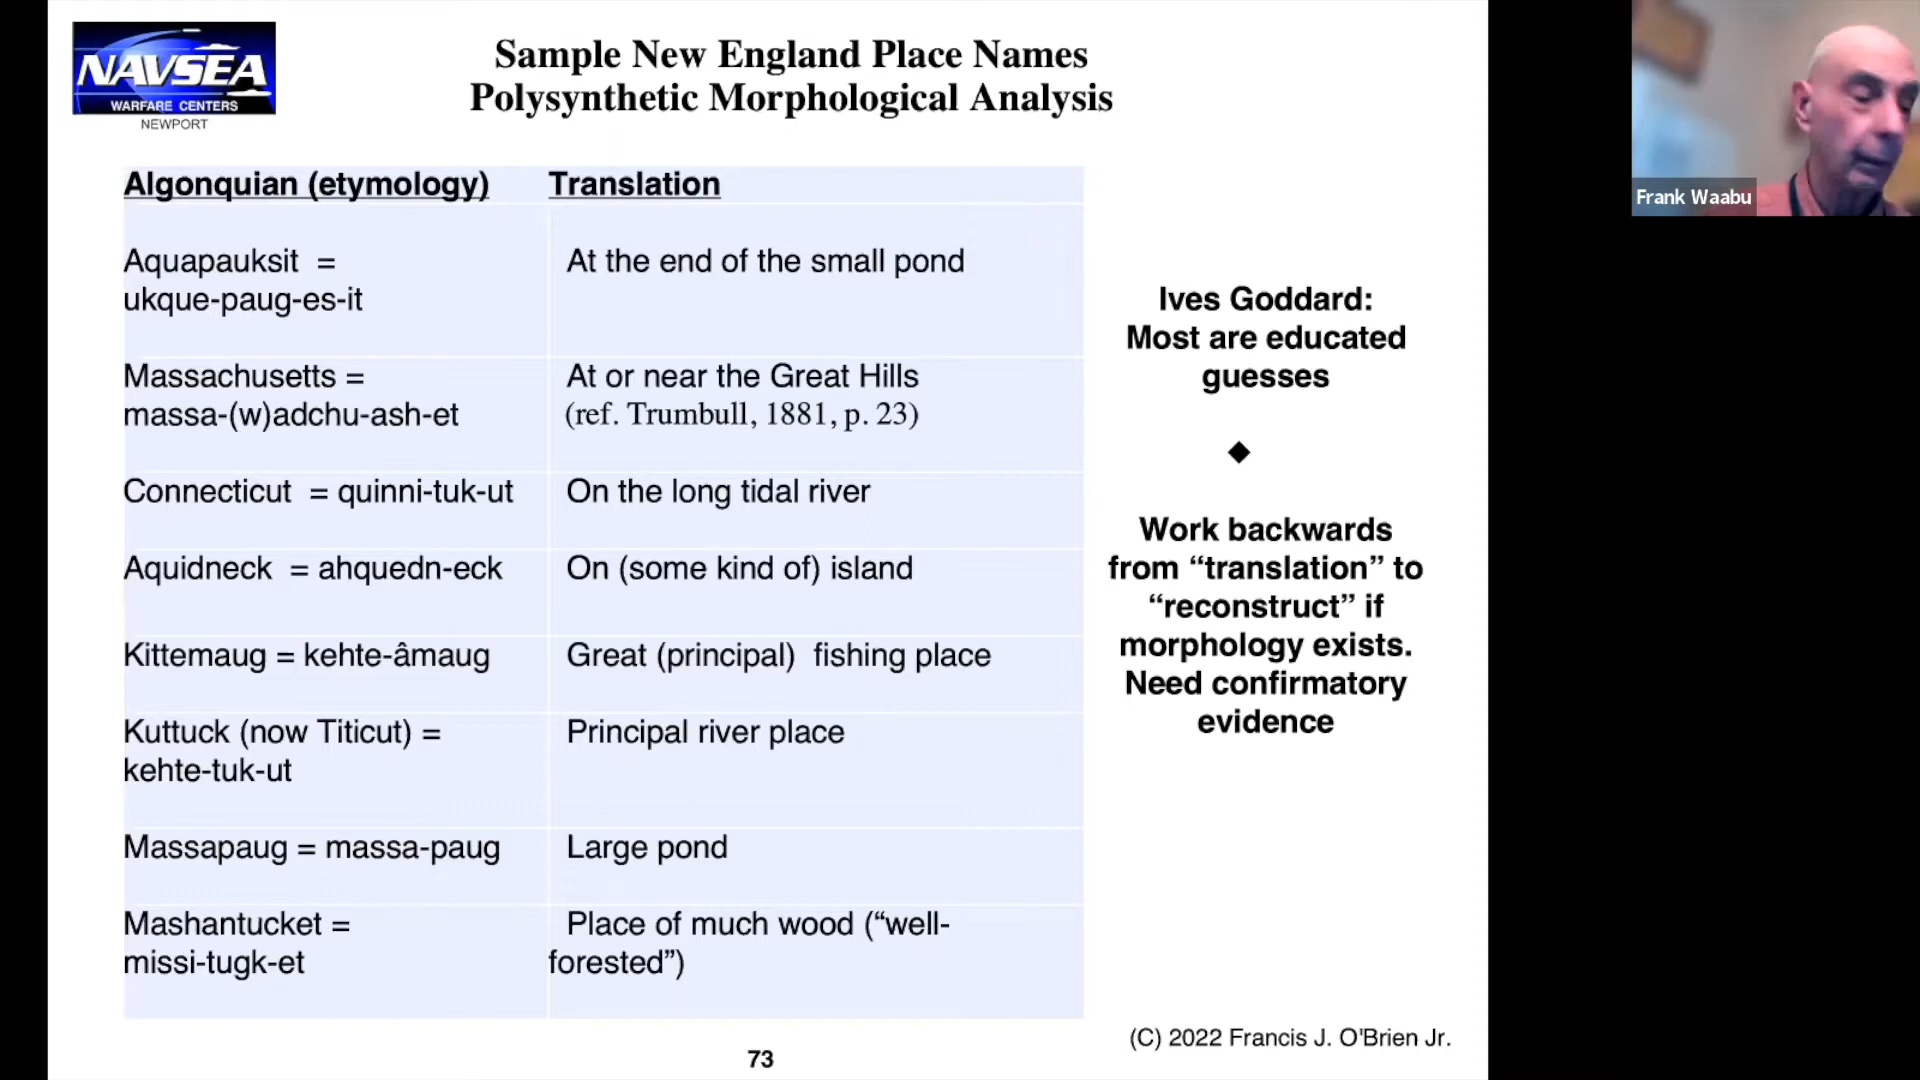 NAVSEA
WARFARE CENTERS
NEWPORT
Sample New England Place Names
Polysynthetic Morphological Analysis
Algonquian (etymology) Translation
Aquapauksit = At the end of the small pond
ukque-paug-es-it
Massachusetts = At or near the Great Hills
massa-(w)adchu-ash-et (ref. Trumbull, 1881, p. 23)
Connecticut = quinni-tuk-ut On the long tidal river
Aquidneck = ahquedn-eck On (some kind of) island
Kittemaug = kehte-âmaug Great (principal) fishing place
Kuttuck (now Titicut) = Principal river place
kehte-tuk-ut
Massapaug = massa-paug Large pond
Mashantucket = Place of much wood (“well-
missi-tugk-et forested”)
Ives Goddard:
Most are educated
guesses
◆
Work backwards
from “translation” to
“reconstruct” if
morphology exists.
Need confirmatory
evidence
(C) 2022 Francis J. O'Brien Jr.
73
Frank Waabu